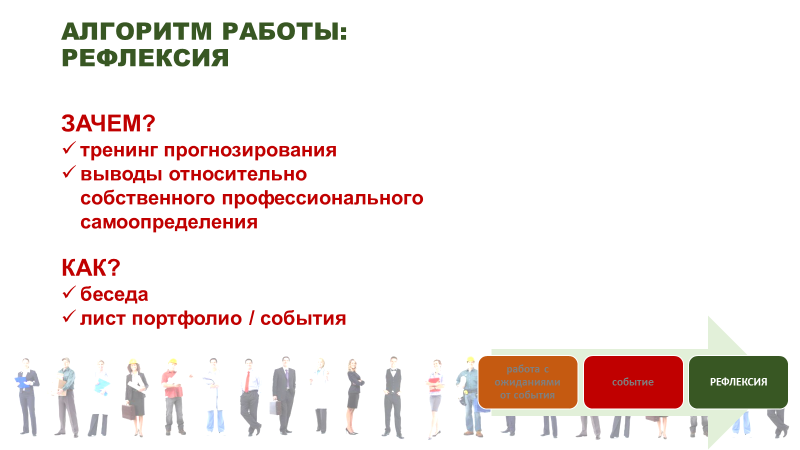 АЛГОРИТМ РАБОТЫ:
РЕФЛЕКСИЯ
ЗАЧЕМ?
✓ тренинг прогнозирования
✓ выводы относительно
собственного профессионального
самоопределения
КАК?
✓ беседа
✓ лист портфолио / события
работа с
ожиданиями
от события
событие
РЕФЛЕКСИЯ